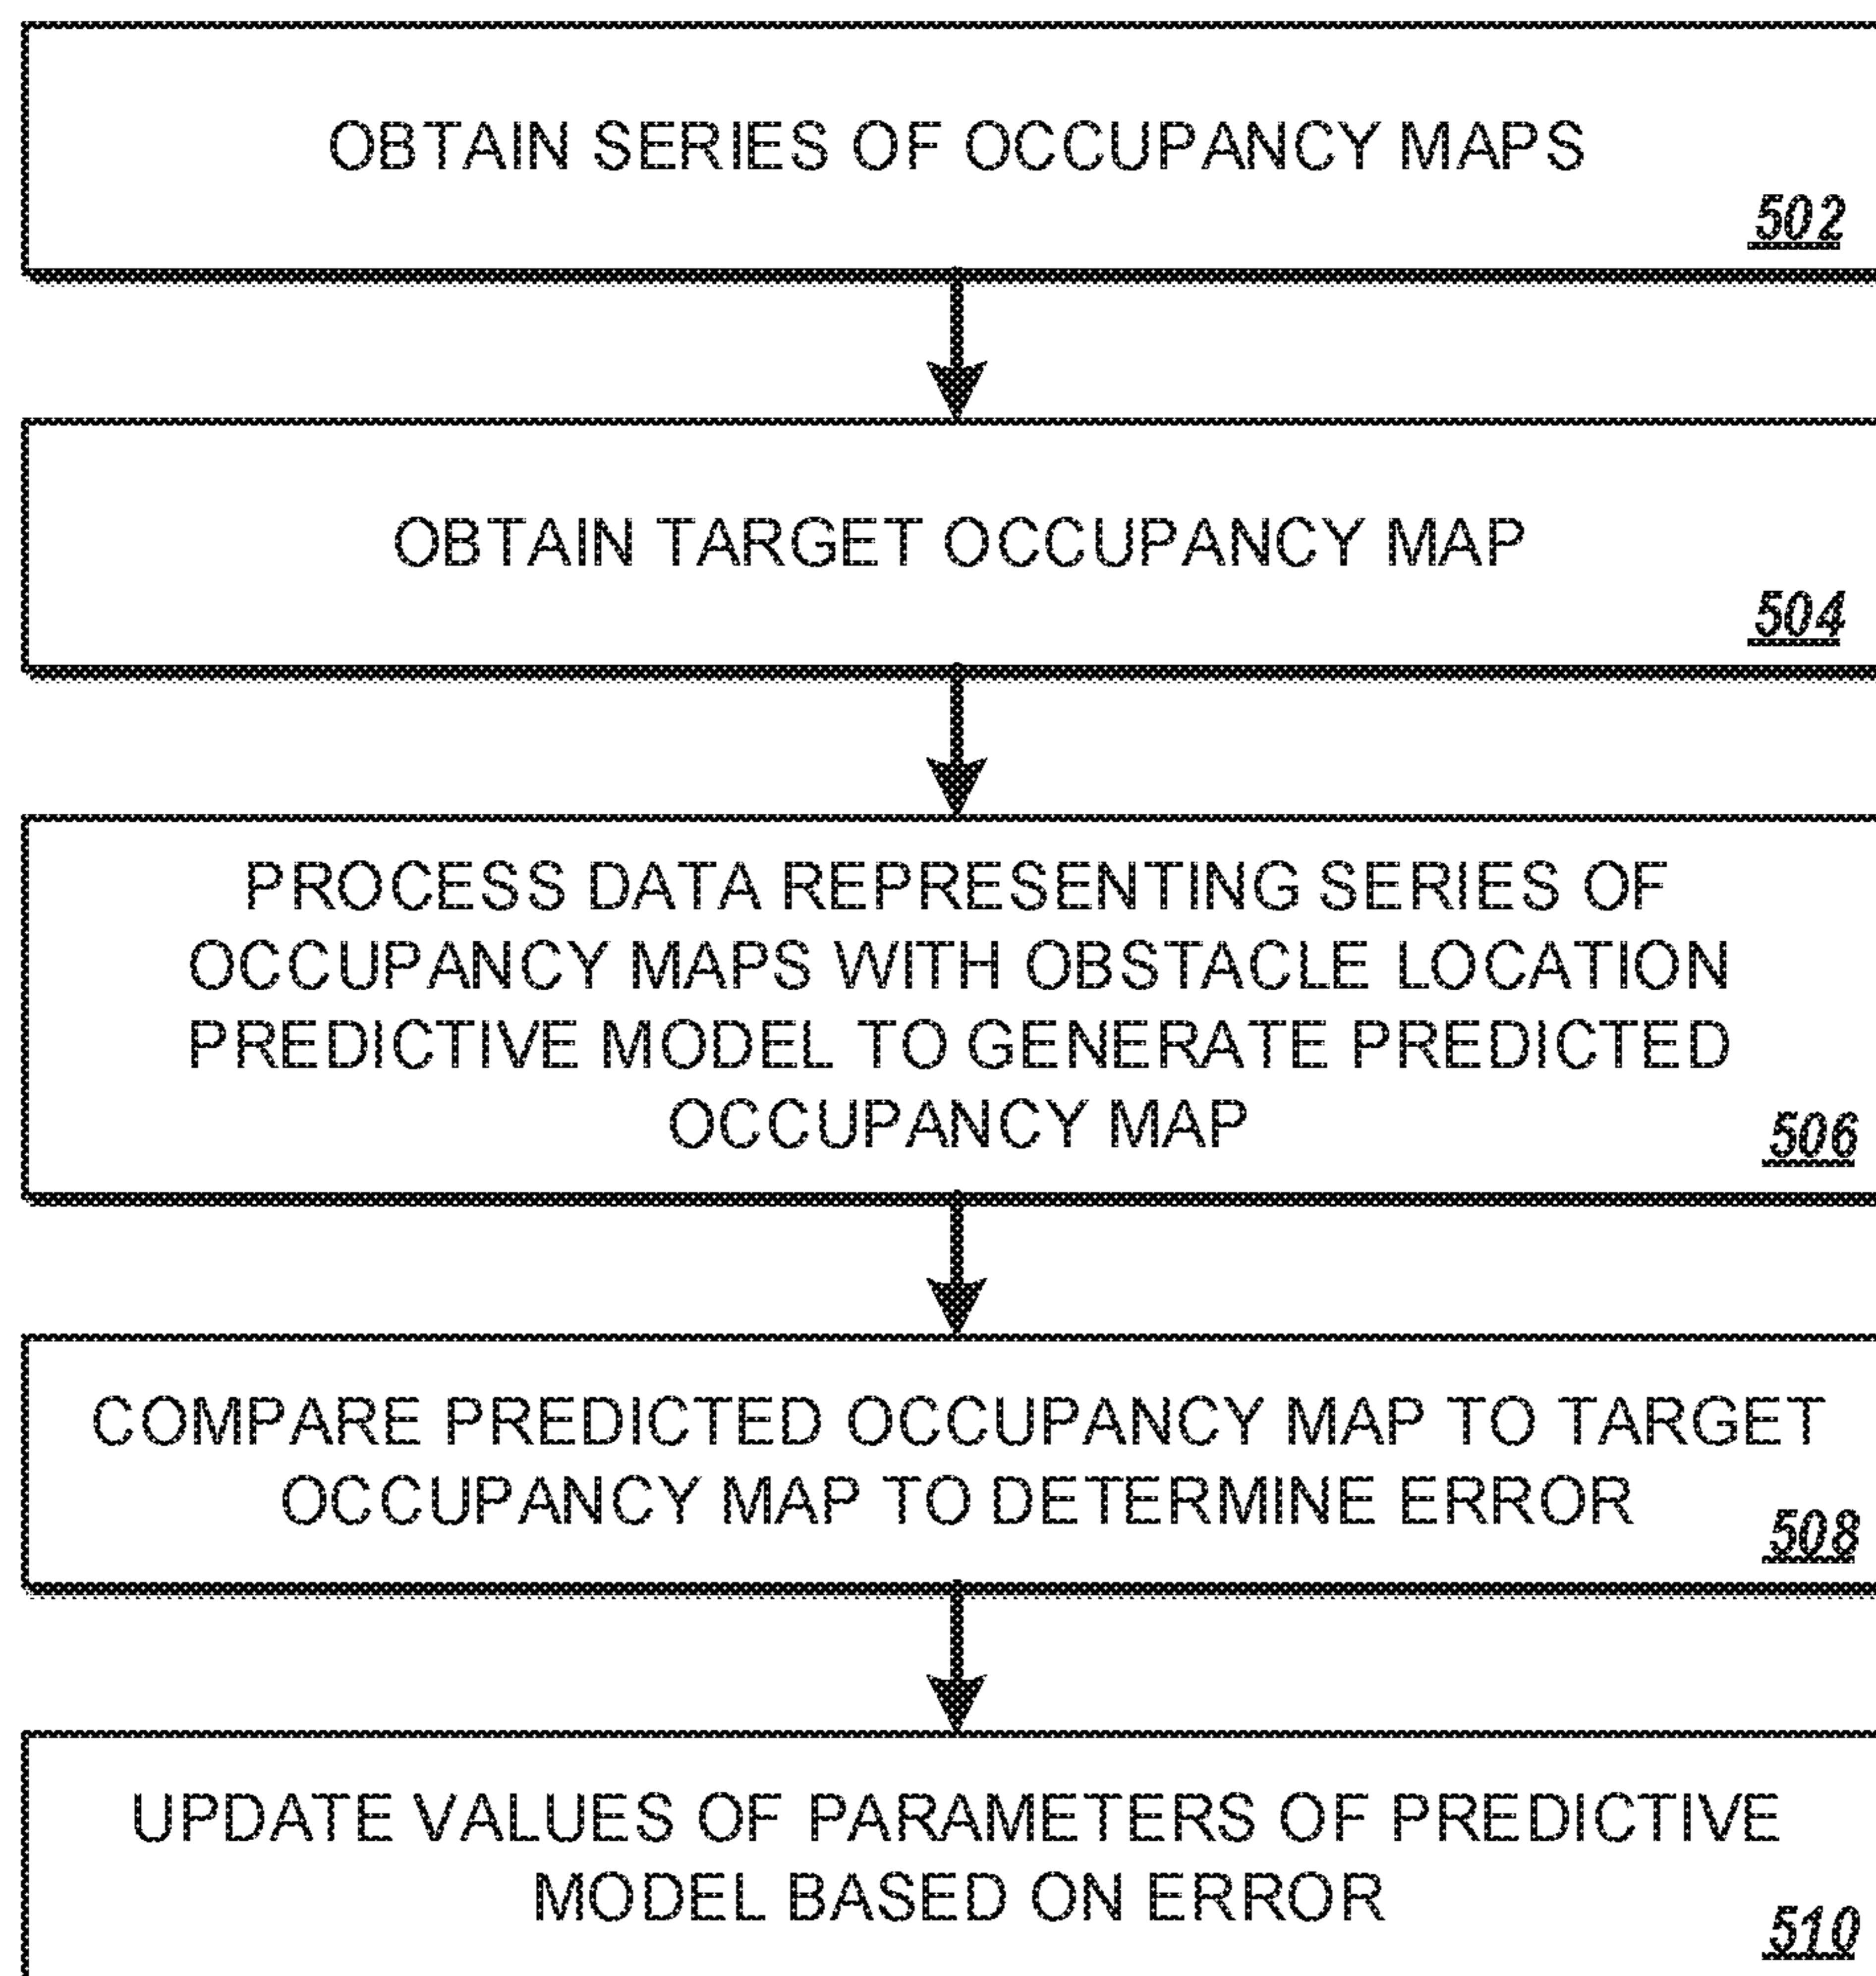 OBTAIN SERIES OF OCCUPANCY MAPS
502
OBTAIN TARGET OCCUPANCY MAP
504
PROCESS DATA REPRESENTING SERIES OF
OCCUPANCY MAPS WITH OBSTACLE LOCATION
PREDICTIVE MODEL TO GENERATE PREDICTED
OCCUPANCY MAP
506
COMPARE PREDICTED OCCUPANCY MAP TO TARGET
OCCUPANCY MAP TO DETERMINE ERROR
508
UPDATE VALUES OF PARAMETERS OF PREDICTIVE
MODEL BASED ON ERROR
510